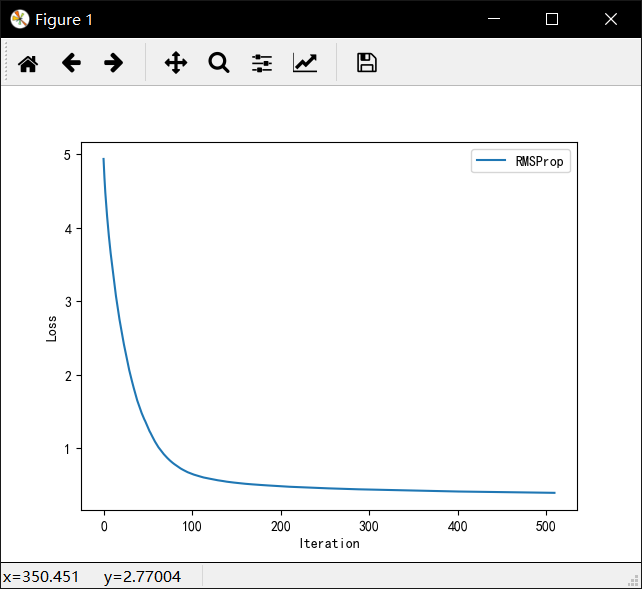 Figure 1
RMSProp
5
4
3
2
1
Loss
0 100 200 300 400 500
Iteration
x=350.451 y=2.77004